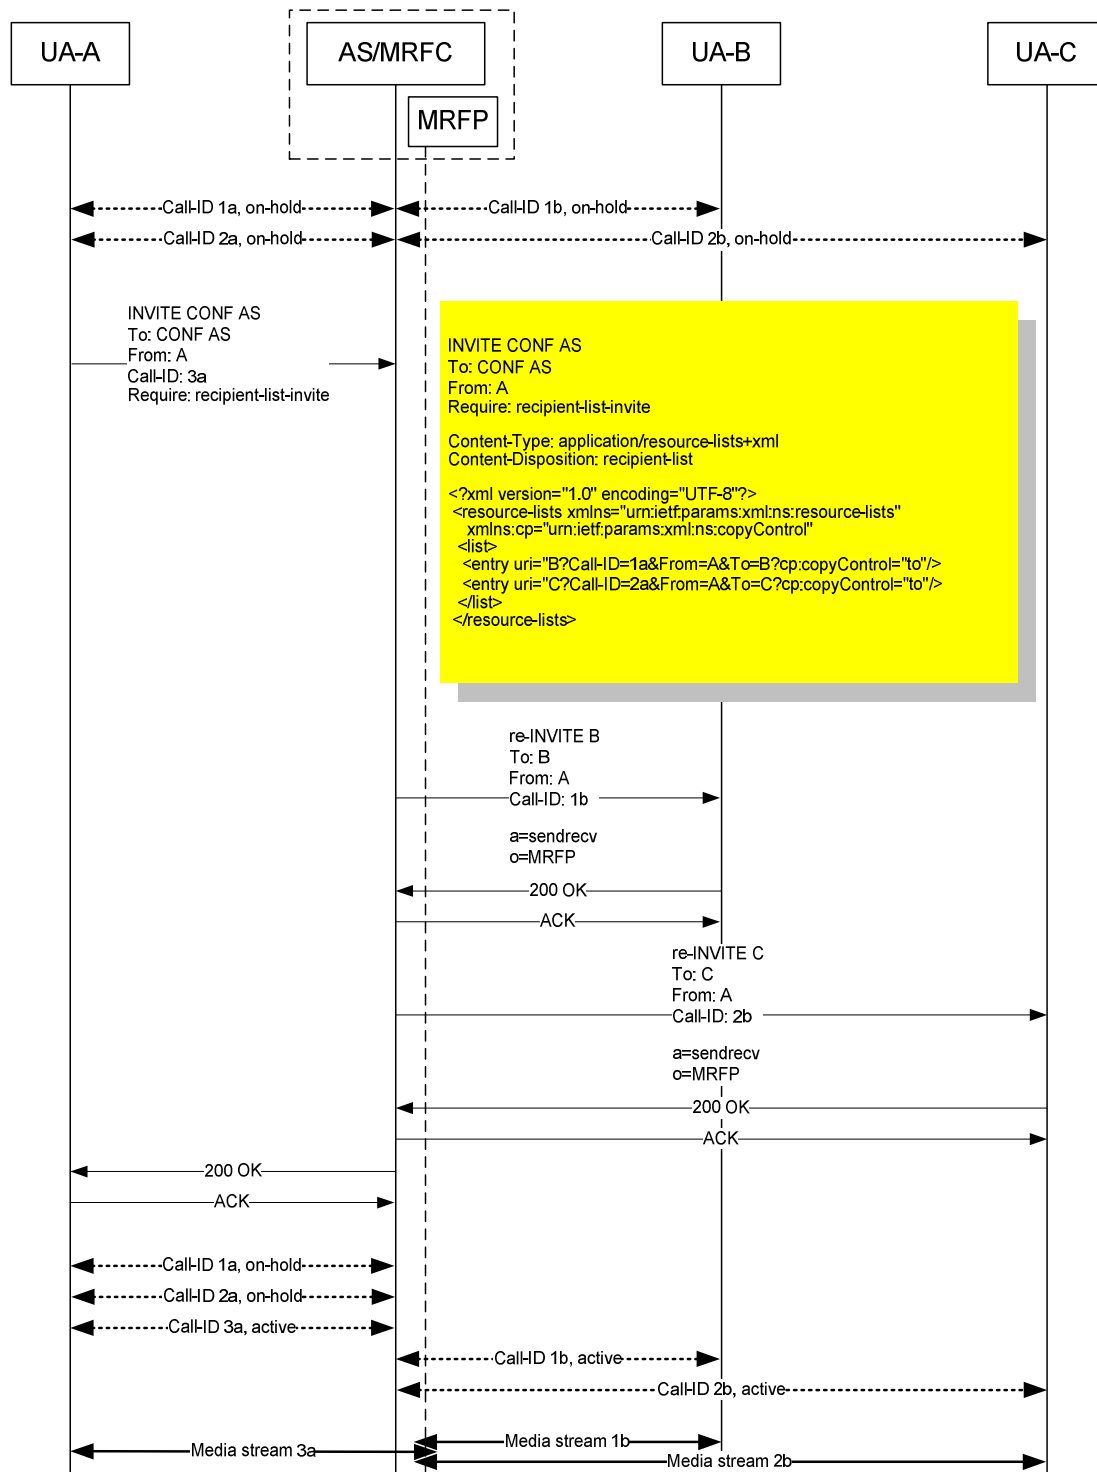 UA-A
AS/MRFC
UA-B
UA-C
MRFP
Call-ID 1a, on-hold
Call-ID 1b, on-hold
Call-ID 2a, on-hold
Call-ID 2b, on-hold
INVITE CONF AS
To: CONF AS
From: A
Call-ID: 3a
Require: recipient-list-invite
INVITE CONF AS
To: CONF AS
From: A
Require: recipient-list-invite
Content-Type: application/resource-lists+xml
Content-Disposition: recipient-list
<?xml version="1.0" encoding="UTF-8"?>
<resource-lists xmlns="urn:ietf:params:xml:ns:resource-lists"
xmlns:cp="urn:ietf:params:xml:ns:copyControl"
<list>
<entry uri="B?Call-ID=1a&From=A&To=B?cp:copyControl="to"/>
<entry uri="C?Call-ID=2a&From=A&To=C?cp:copyControl="to"/>
</list>
</resource-lists>
re-INVITE B
To: B
From: A
Call-ID: 1b
a=sendrecv
o=MRFP
200 OK
ACK
re-INVITE C
To: C
From: A
Call-ID: 2b
a=sendrecv
o=MRFP
200 OK
ACK
200 OK
ACK
Call-ID 1a, on-hold
Call-ID 2a, on-hold
Call-ID 3a, active
Call-ID 1b, active
Call-ID 2b, active
Media stream 1b
Media stream 3a
Media stream 2b